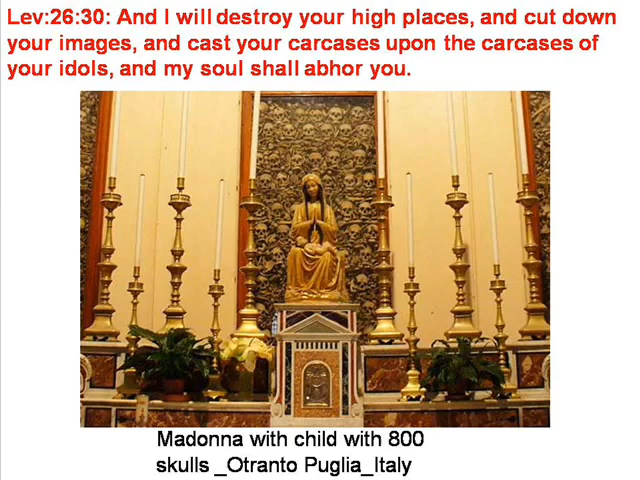 Lev:26:30: And I will destroy your high places, and cut down
your images, and cast your carcases upon the carcases of
your idols, and my soul shall abhor you.
Madonna with child with 800
skulls _Otranto Puglia_Italy